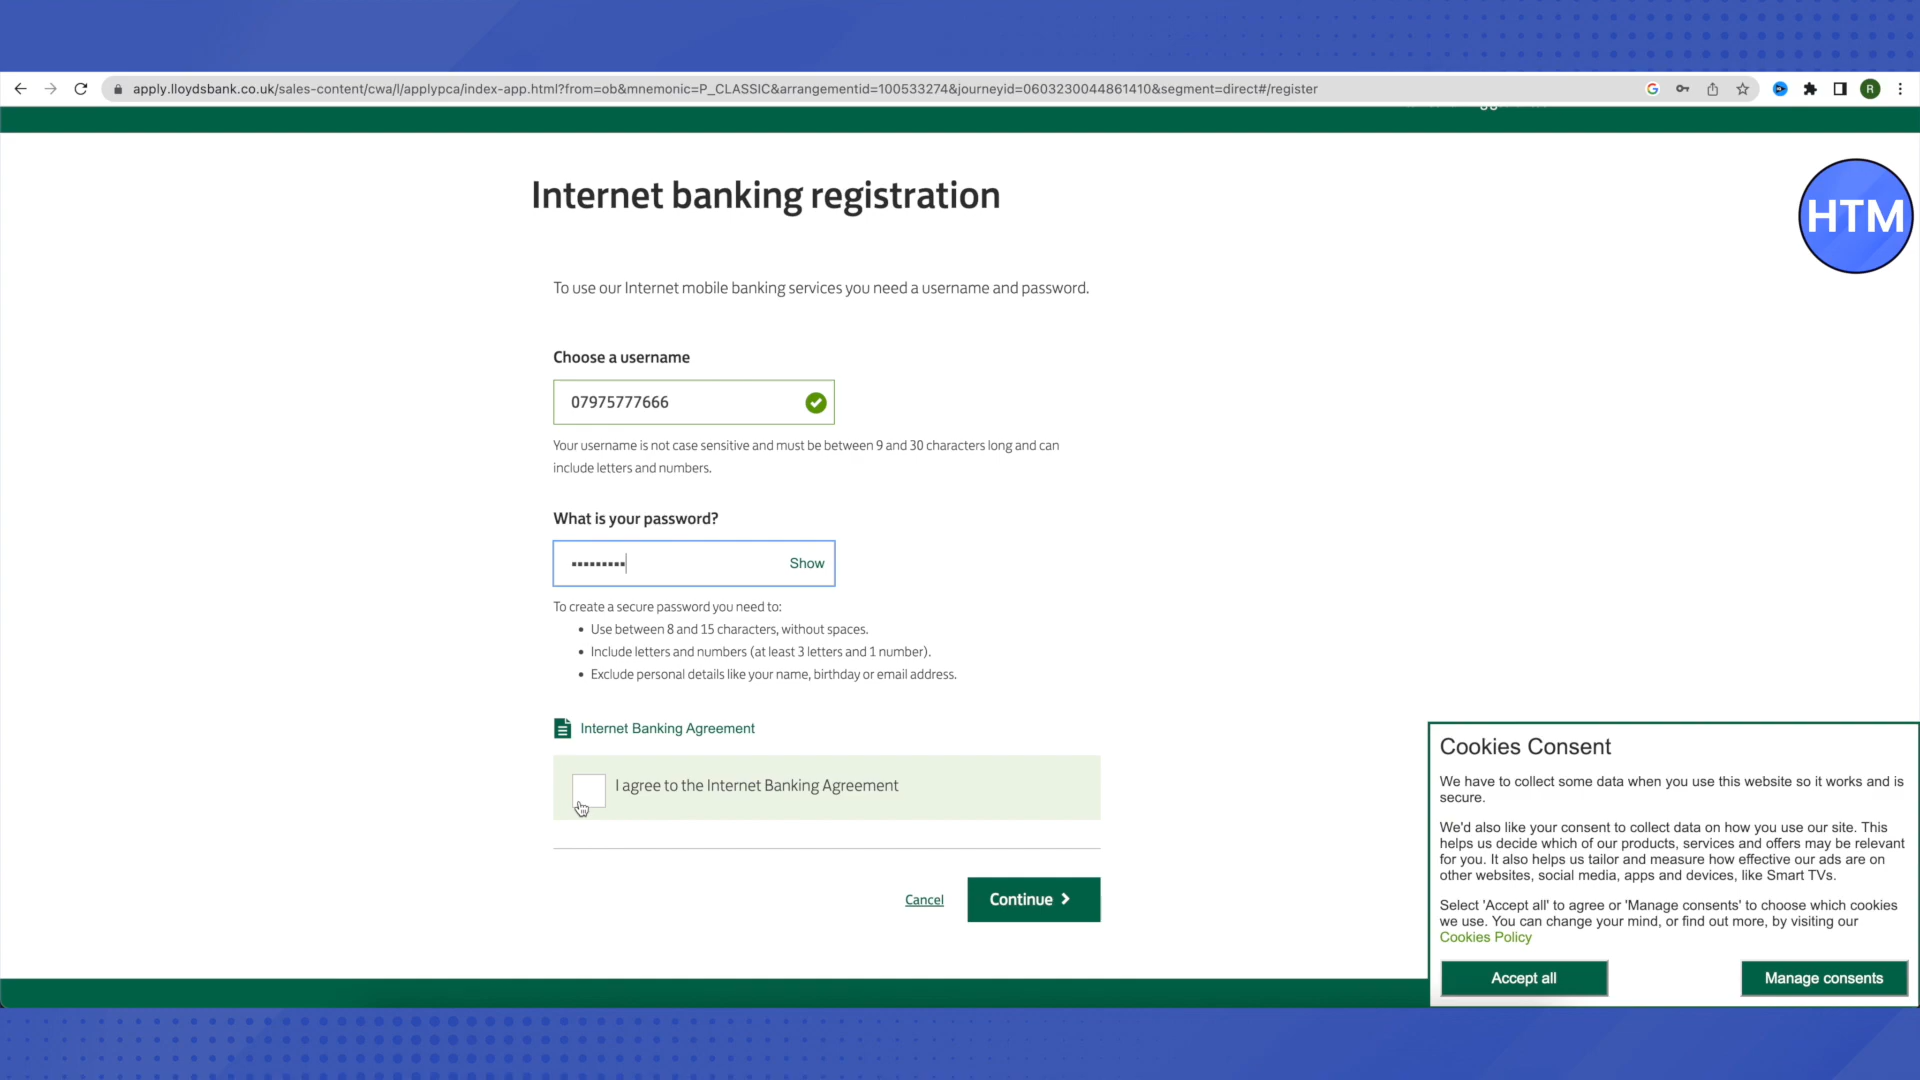 apply.lloydsbank.co.uk/sales-content/cwa/l/applypca/index-app.html?from=ob&mnemonic=P_CLASSIC&arrangementid=100533274&journeyid=0603230044861410&segment=direct#/register
R
HTM
Internet banking registration
To use our Internet mobile banking services you need a username and password.
Choose a username
07975777666
Your username is not case sensitive and must be between 9 and 30 characters long and can
include letters and numbers.
What is your password?
Show
To create a secure password you need to:
• Use between 8 and 15 characters, without spaces.
• Include letters and numbers (at least 3 letters and 1 number).
• Exclude personal details like your name, birthday or email address.
Internet Banking Agreement
I agree to the Internet Banking Agreement
Cancel
Continue
Cookies Consent
We have to collect some data when you use this website so it works and is
secure.
We'd also like your consent to collect data on how you use our site. This
helps us decide which of our products, services and offers may be relevant
for you. It also helps us tailor and measure how effective our ads are on
other websites, social media, apps and devices, like Smart TVs.
Select 'Accept all' to agree or 'Manage consents' to choose which cookies
we use. You can change your mind, or find out more, by visiting our
Cookies Policy
Accept all
Manage consents